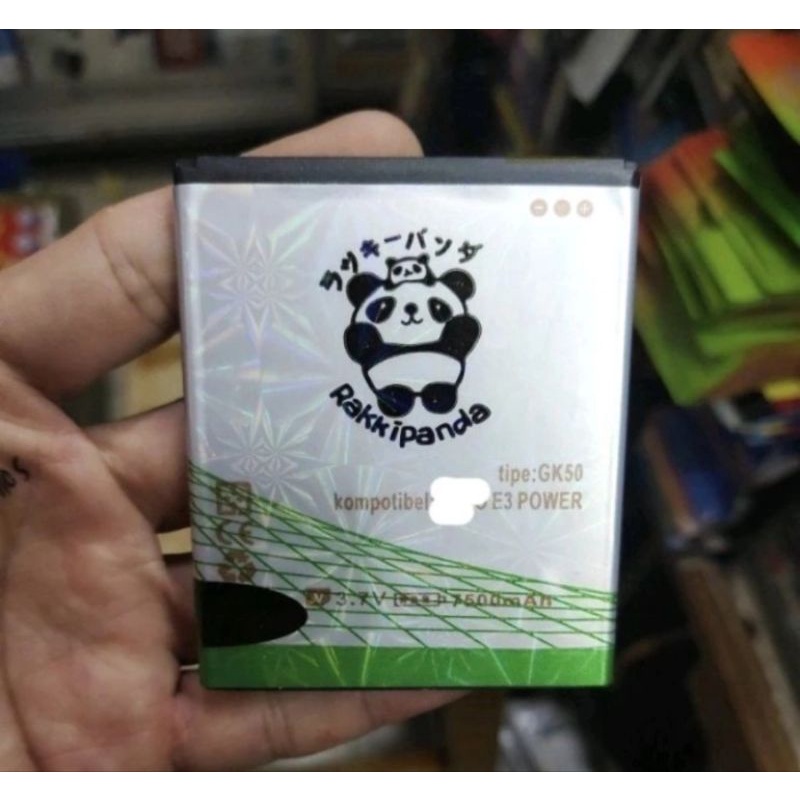 ラッキーパンダ
Rakkipanda
tipe:GK50
kompotibel E3 POWER
3.7V 7500mAh